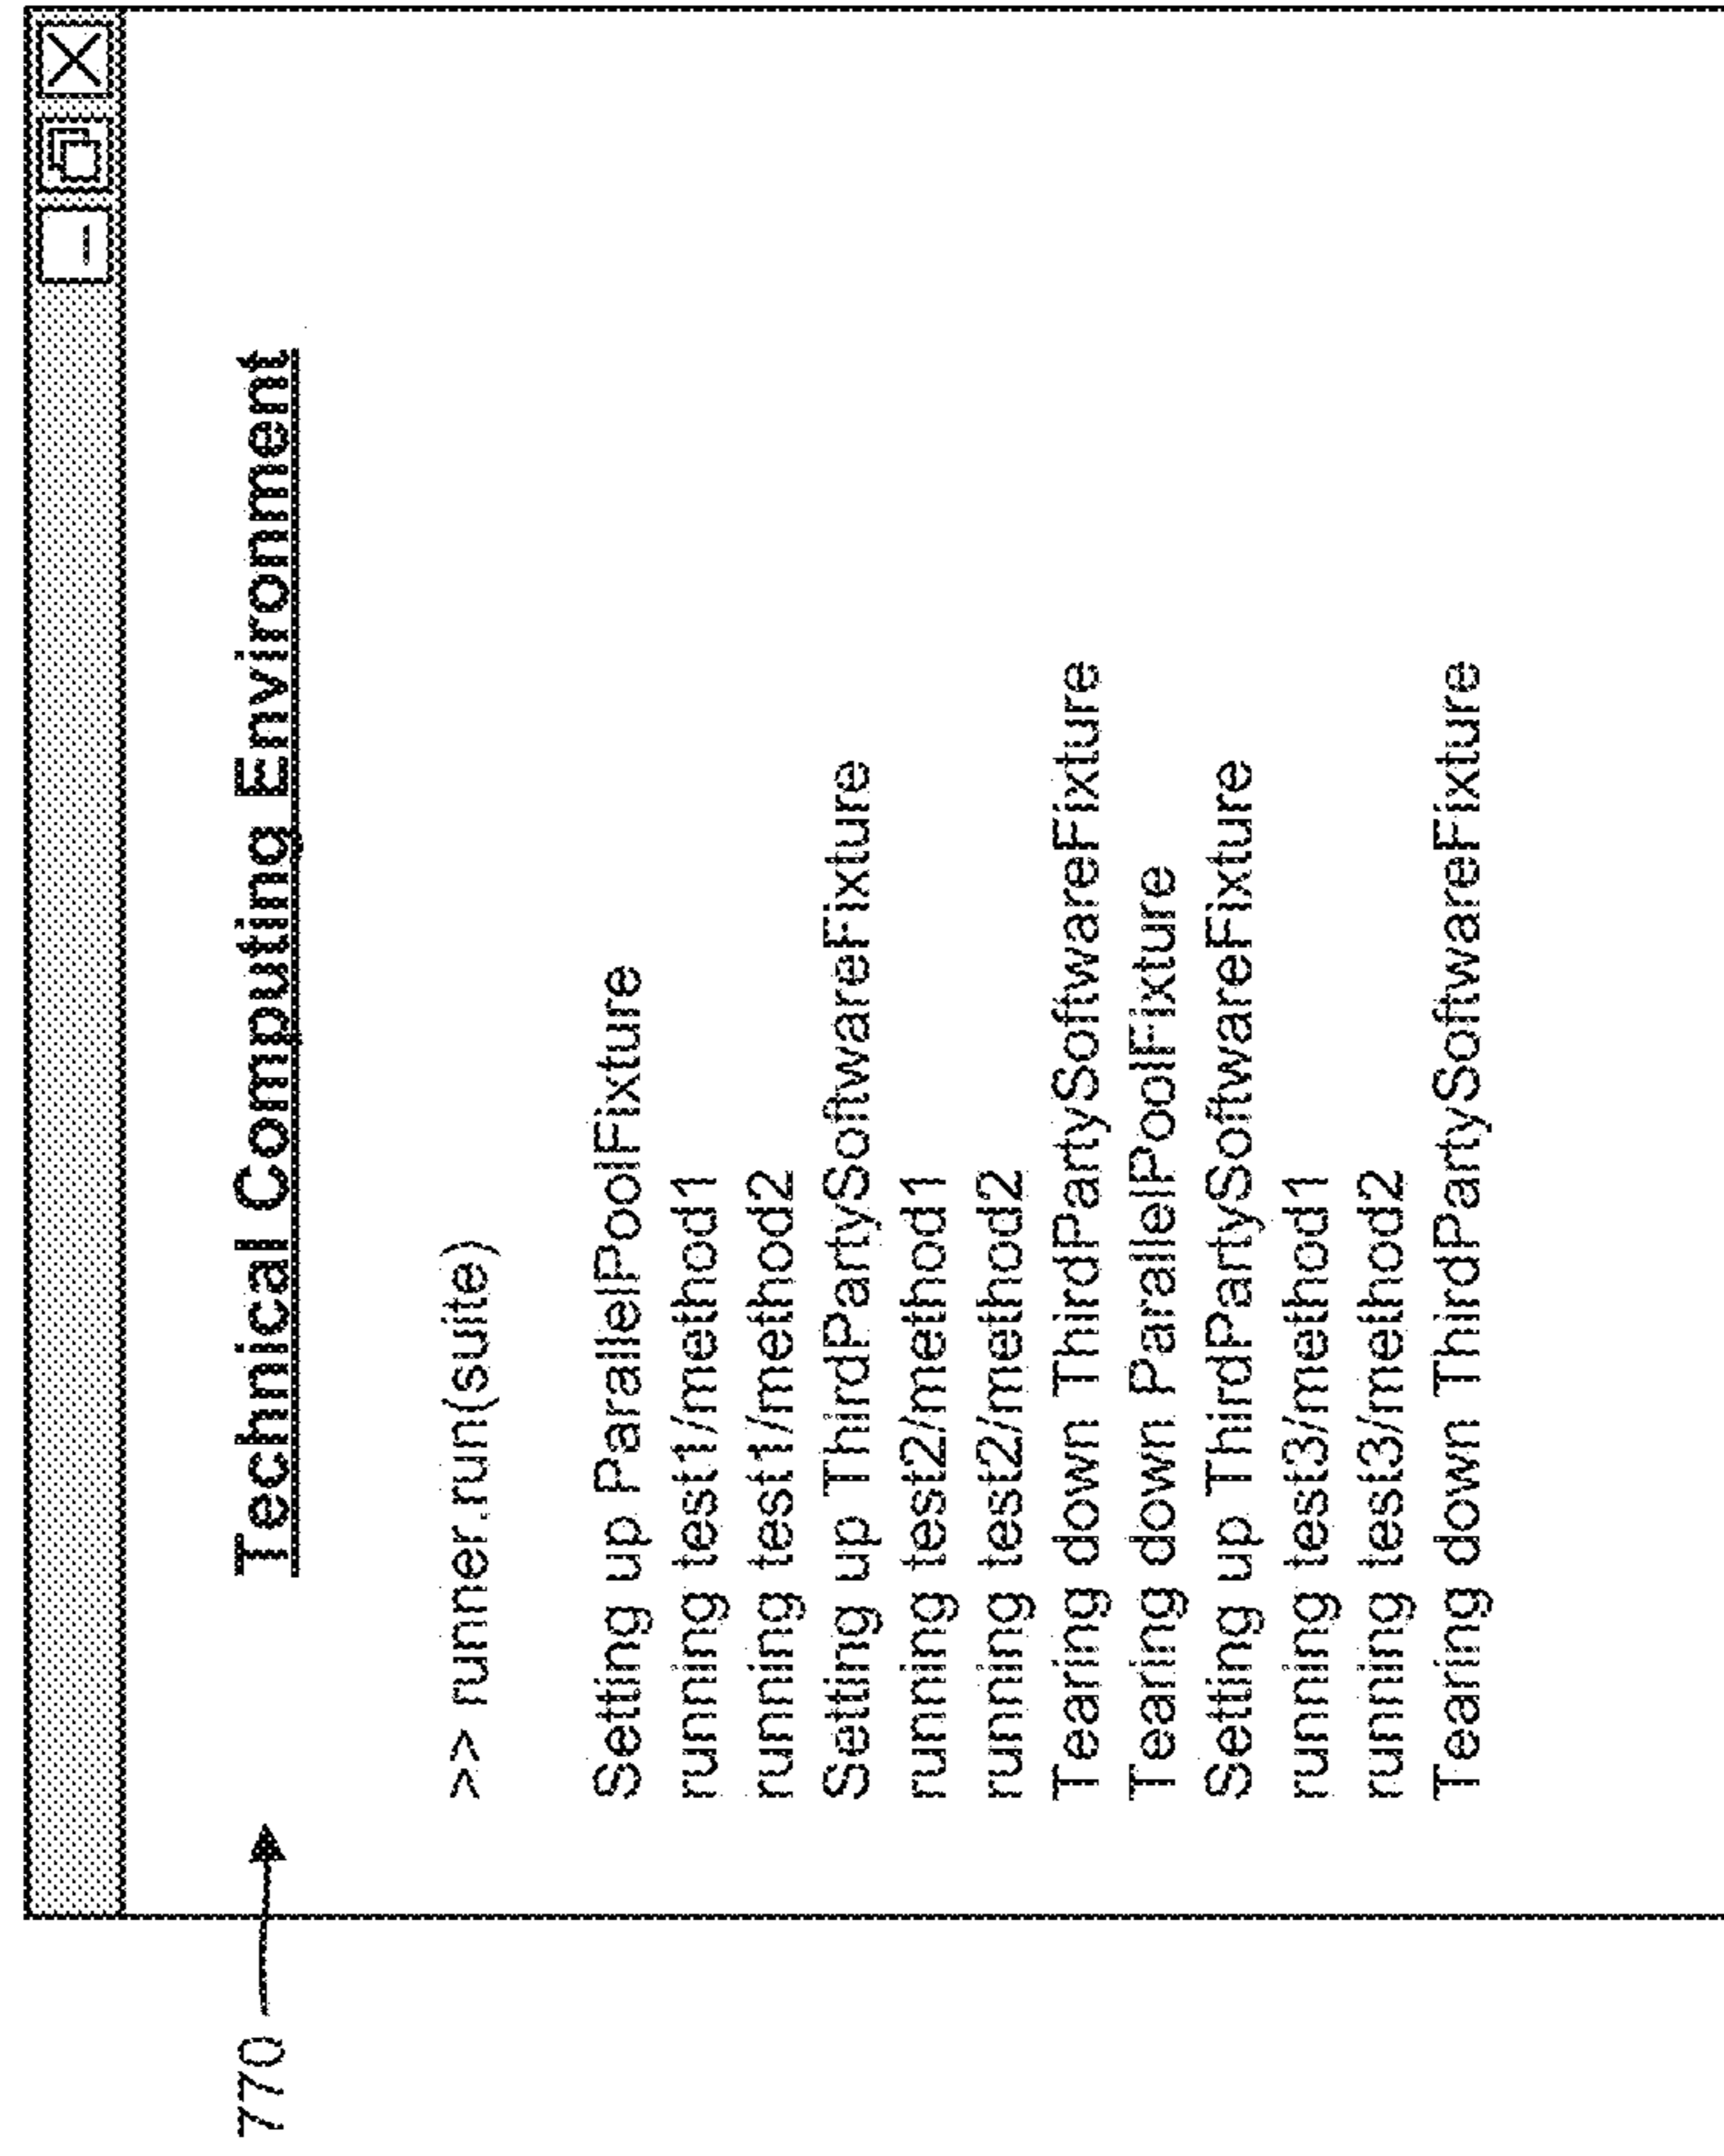 770
Technical Computing Environment
>> runner.run(suite)
Setting up ParallelPoolFixture
running test1/method1
running test1/method2
Setting up ThirdPartySoftwareFixture
running test2/method1
running test2/method2
Tearing down ThirdPartySoftwareFixture
Tearing down ParallelPoolFixture
Setting up ThirdPartySoftwareFixture
running test3/method1
running test3/method2
Tearing down ThirdPartySoftwareFixture